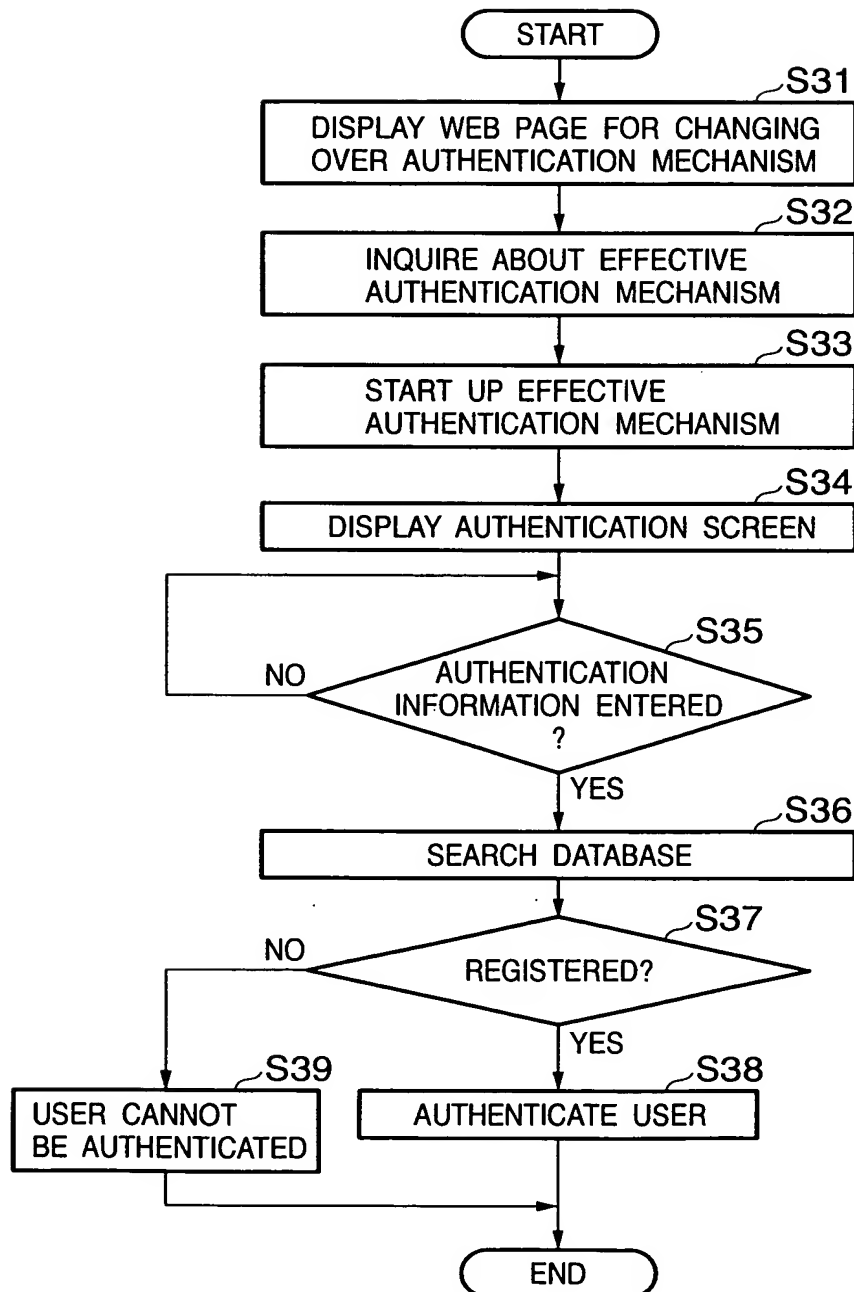 START
S31
DISPLAY WEB PAGE FOR CHANGING
OVER AUTHENTICATION MECHANISM
S32
INQUIRE ABOUT EFFECTIVE
AUTHENTICATION MECHANISM
S33
START UP EFFECTIVE
AUTHENTICATION MECHANISM
S34
DISPLAY AUTHENTICATION SCREEN
S35
NO
AUTHENTICATION
INFORMATION ENTERED
?
YES
S36
SEARCH DATABASE
S37
NO
REGISTERED?
YES
S39
USER CANNOT
BE AUTHENTICATED
S38
AUTHENTICATE USER
END